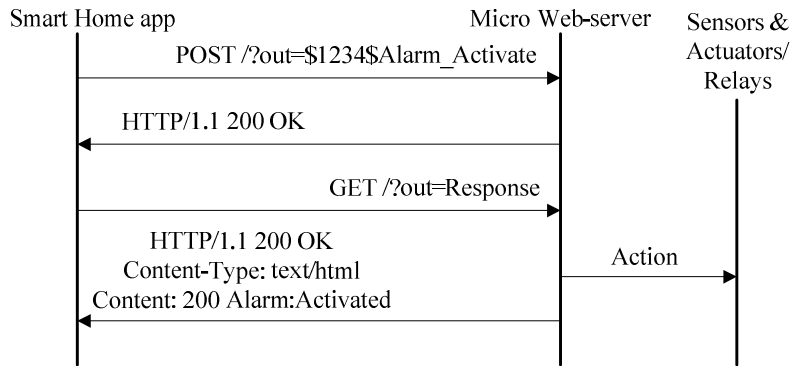 Smart Home app
Micro Web-server
Sensors &
Actuators/
Relays
POST /?out=$1234$Alarm_Activate
HTTP/1.1 200 OK
GET /?out=Response
HTTP/1.1 200 OK
Content-Type: text/html
Content: 200 Alarm:Activated
Action